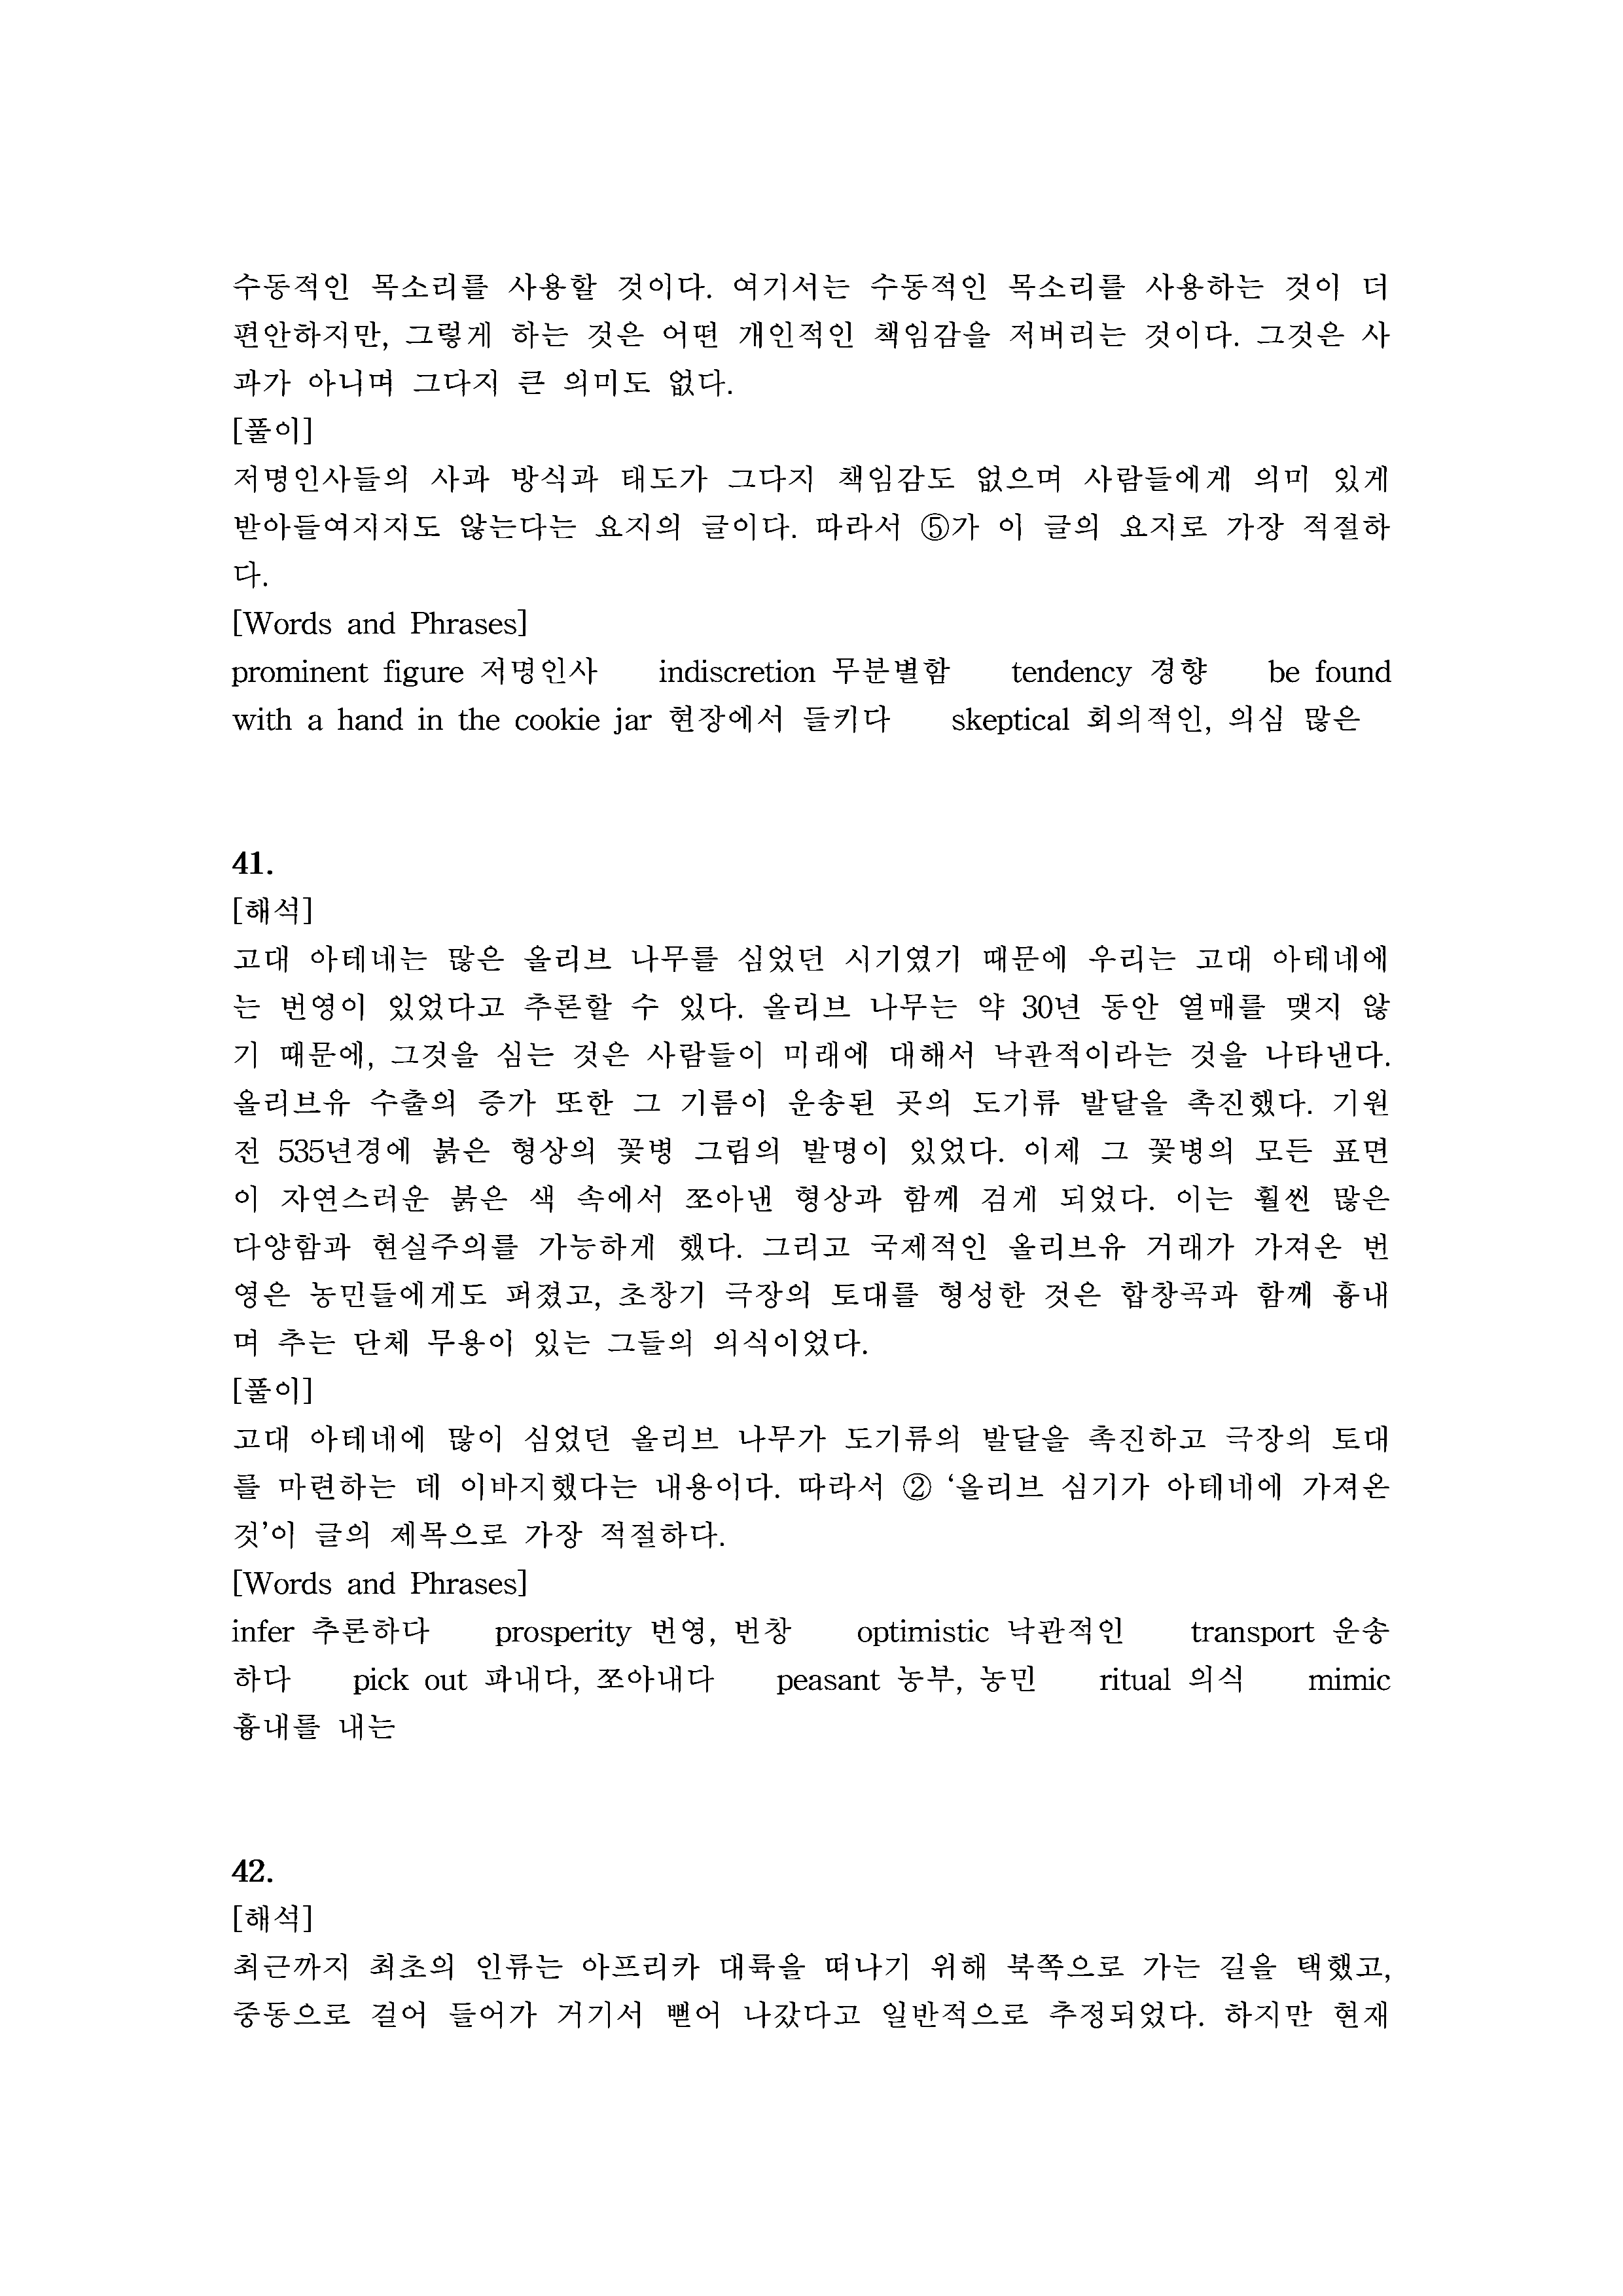 수동적인 목소리를 사용할 것이다. 여기서는 수동적인 목소리를 사용하는 것이 더
편안하지만, 그렇게 하는 것은 어떤 개인적인 책임감을 저버리는 것이다. 그것은 사
과가 아니며 그다지 큰 의미도 없다.
[풀이]
저명인사들의 사과 방식과 태도가 그다지 책임감도 없으며 사람들에게 의미 있게
받아들여지지도 않는다는 요지의 글이다. 따라서 ⑤가 이 글의 요지로 가장 적절하
다.
[Words and Phrases]
prominent figure 저명인사 indiscretion 무분별함 tendency 경향 be found
with a hand in the cookie jar 현장에서 들키다 skeptical 회의적인, 의심 많은
41.
[해석]
고대 아테네는 많은 올리브 나무를 심었던 시기였기 때문에 우리는 고대 아테네에
는 번영이 있었다고 추론할 수 있다. 올리브 나무는 약 30년 동안 열매를 맺지 않
기 때문에, 그것을 심는 것은 사람들이 미래에 대해서 낙관적이라는 것을 나타낸다.
올리브유 수출의 증가 또한 그 기름이 운송된 곳의 도기류 발달을 촉진했다. 기원
전 535년경에 붉은 형상의 꽃병 그림의 발명이 있었다. 이제 그 꽃병의 모든 표면
이 자연스러운 붉은 색 속에서 쪼아낸 형상과 함께 검게 되었다. 이는 훨씬 많은
다양함과 현실주의를 가능하게 했다. 그리고 국제적인 올리브유 거래가 가져온 번
영은 농민들에게도 퍼졌고, 초창기 극장의 토대를 형성한 것은 합창곡과 함께 흉내
며 추는 단체 무용이 있는 그들의 의식이었다.
[풀이]
고대 아테네에 많이 심었던 올리브 나무가 도기류의 발달을 촉진하고 극장의 토대
를 마련하는 데 이바지했다는 내용이다. 따라서 ② ‘올리브 심기가 아테네에 가져온
것’이 글의 제목으로 가장 적절하다.
[Words and Phrases]
infer 추론하다 prosperity 번영, 번창 optimistic 낙관적인 transport 운송
하다 pick out 파내다, 쪼아내다 peasant 농부, 농민 ritual 의식 mimic
흉내를 내는
42.
[해석]
최근까지 최초의 인류는 아프리카 대륙을 떠나기 위해 북쪽으로 가는 길을 택했고,
중동으로 걸어 들어가 거기서 뻗어 나갔다고 일반적으로 추정되었다. 하지만 현재